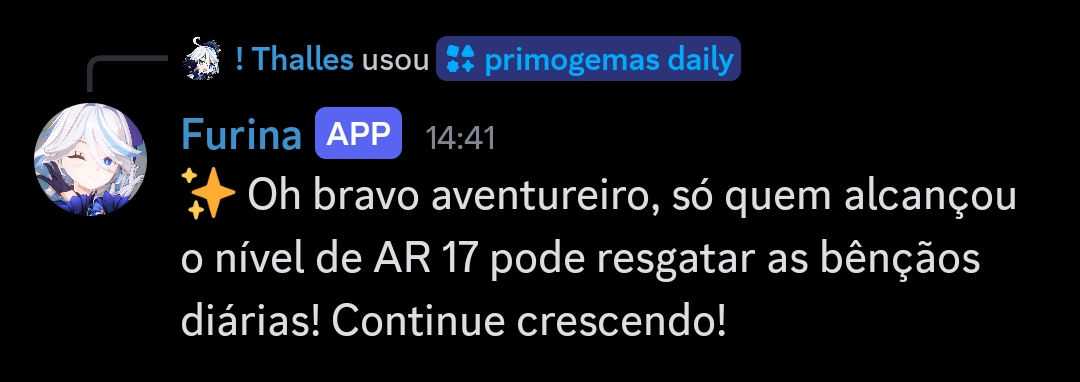 ! Thalles usou primogemas daily
Furina APP 14:41
✨ Oh bravo aventureiro, só quem alcançou
o nível de AR 17 pode resgatar as bênçãos
diárias! Continue crescendo!